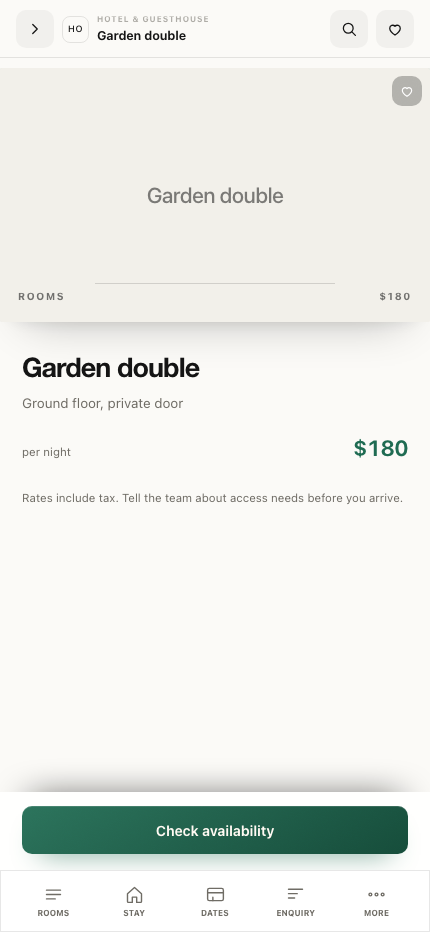 HO
HOTEL & GUESTHOUSE
Garden double
Garden double
ROOMS
$180
Garden double
Ground floor, private door
per night
$180
Rates include tax. Tell the team about access needs before you arrive.
Check availability
ROOMS
STAY
DATES
ENQUIRY
MORE